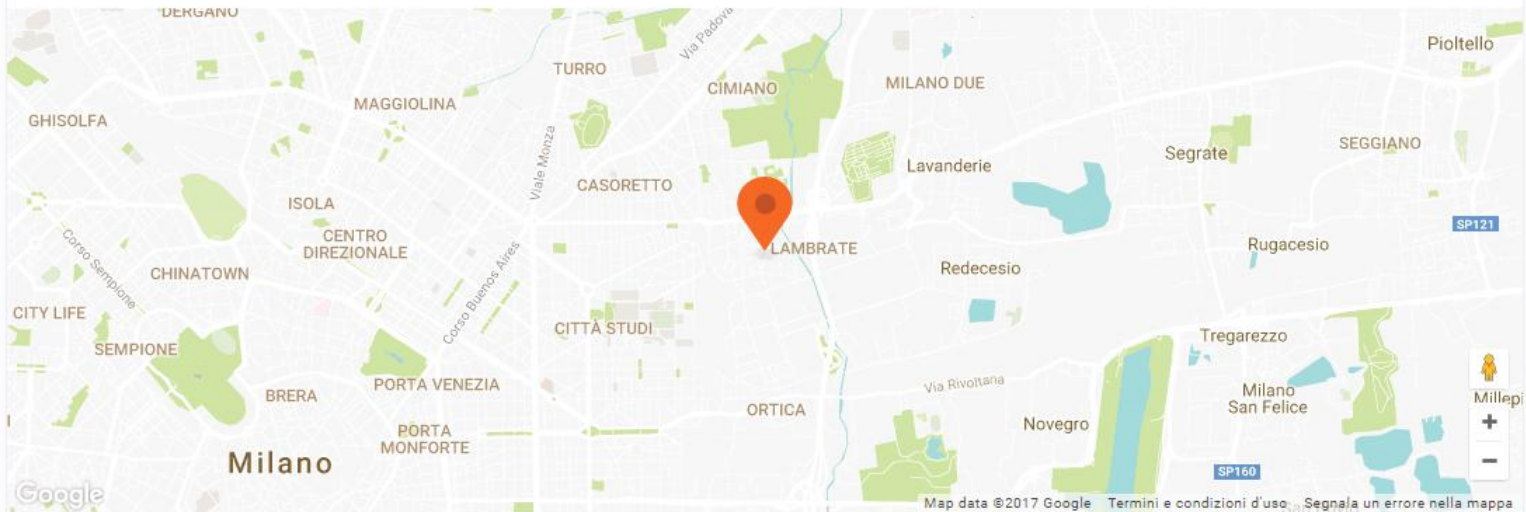 DERGANO
Via Padova
Pioltello
TURRO
CIMIANO
MILANO DUE
MAGGIOLINA
GHISOLFA
Viale Monza
Segrate
SEGGIANO
Lavanderie
CASORETTO
ISOLA
SP121
CENTRO
DIREZIONALE
LAMBRATE
Rugacesio
Corso Sempione
CHINATOWN
Redecesio
Corso Buenos Aires
CITY LIFE
CITTÀ STUDI
Tregarezzo
SEMPIONE
PORTA VENEZIA
Via Rivoltana
BRERA
Milano
San Felice
Millepi
ORTICA
Novegro
PORTA
MONFORTE
Milano
SP160
Google
Map data ©2017 Google Termini e condizioni d'uso Segnala un errore nella mappa